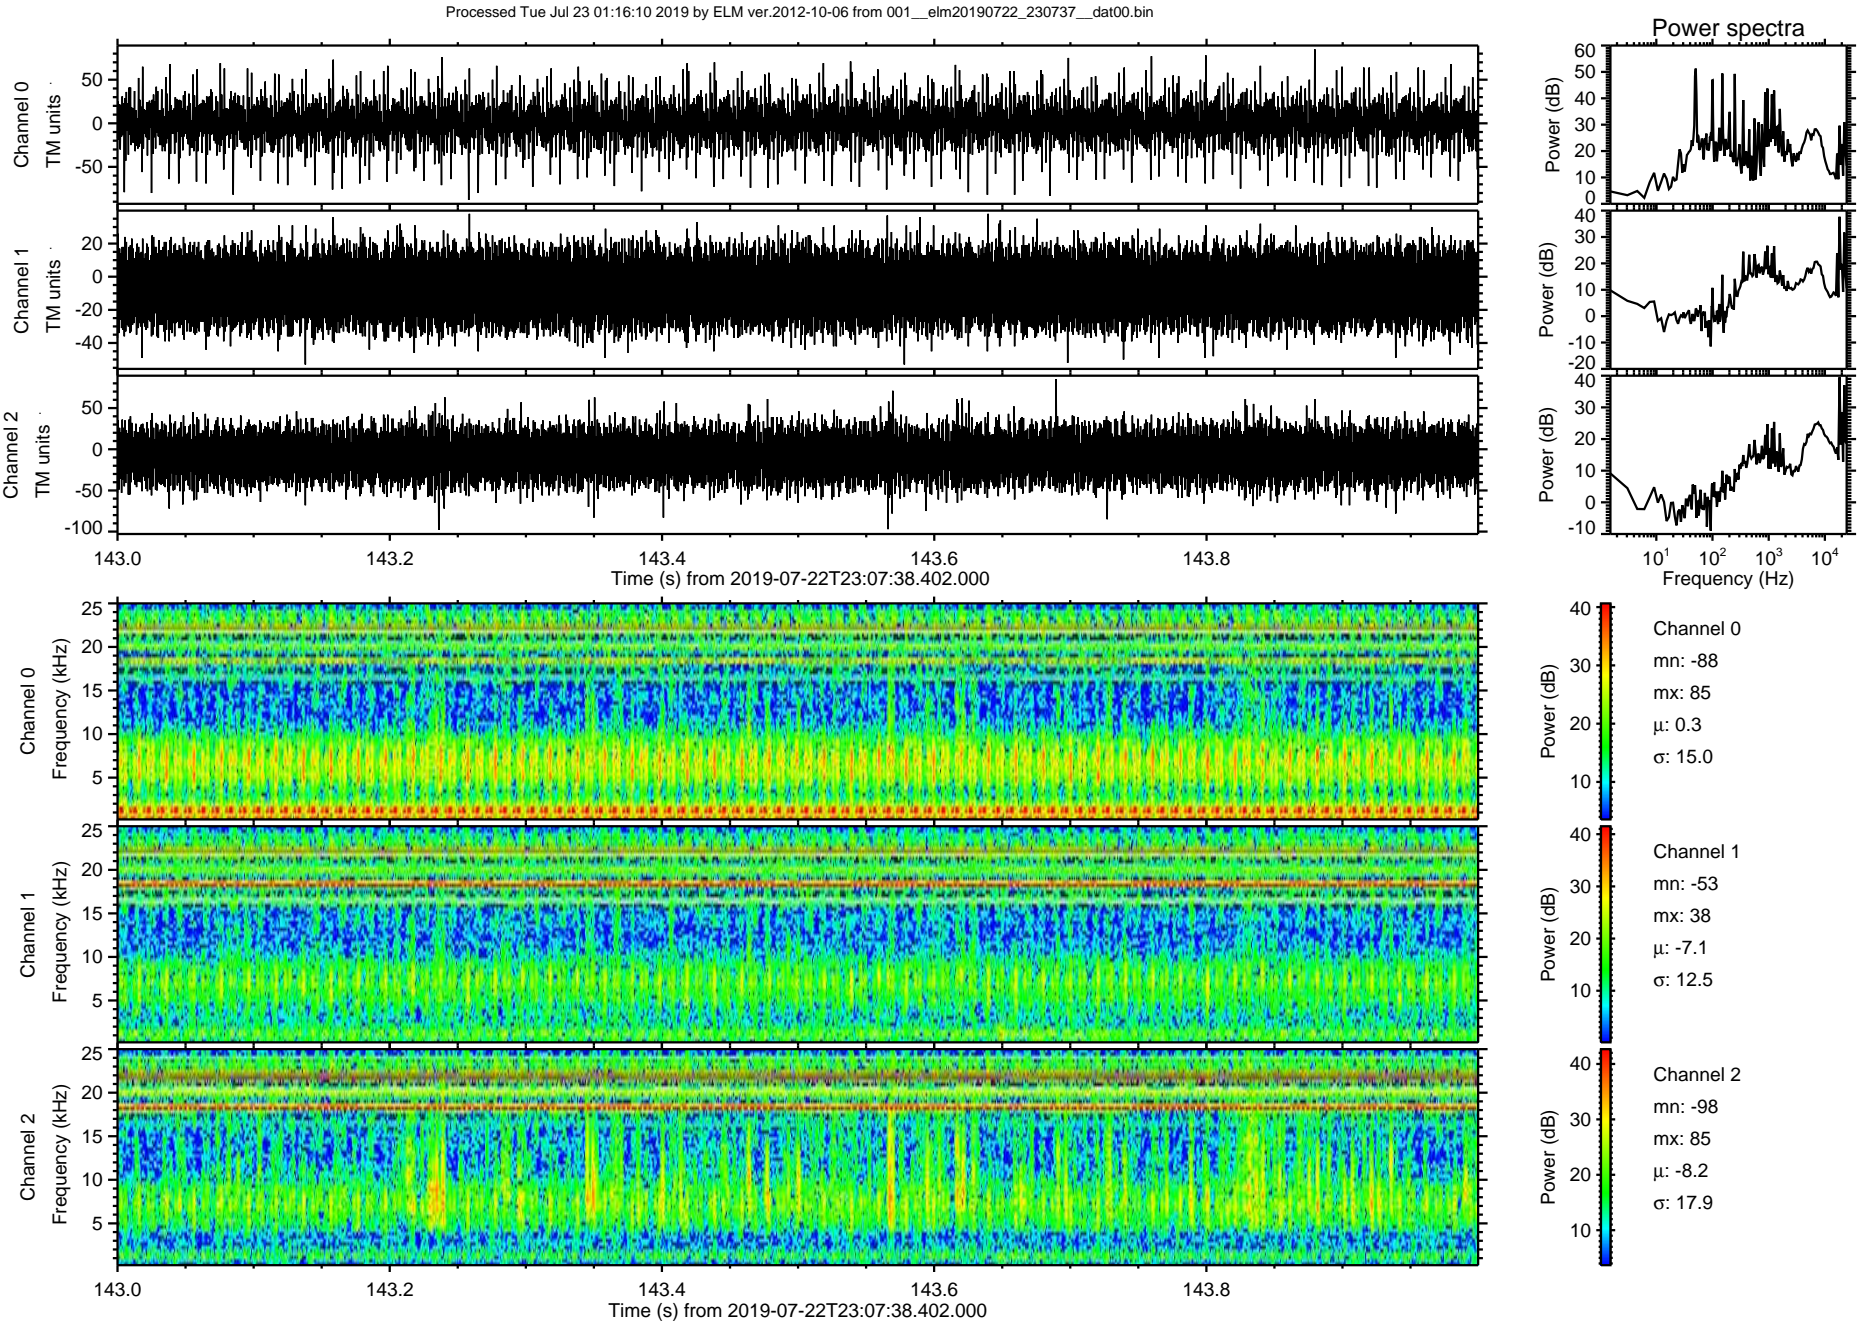 Processed Tue Jul 23 01:16:10 2019 by ELM ver.2012-10-06 from 001__elm20190722_230737__dat00.bin
Power spectra
Channel 0
TM units
50
0
-50
Power (dB)
60
50
40
30
20
10
0
Channel 1
TM units
20
0
-20
-40
Power (dB)
40
30
20
10
0
-10
-20
Channel 2
TM units
50
0
-50
-100
Power (dB)
40
30
20
10
0
-10
143.0 143.2 143.4 143.6 143.8
Time (s) from 2019-07-22T23:07:38.402.000
10^1 10^2 10^3 10^4
Frequency (Hz)
Channel 0
Frequency (kHz)
25
20
15
10
5
Power (dB)
40
30
20
10
Channel 0
mn: -88
mx: 85
μ: 0.3
σ: 15.0
Channel 1
Frequency (kHz)
25
20
15
10
5
Power (dB)
40
30
20
10
Channel 1
mn: -53
mx: 38
μ: -7.1
σ: 12.5
Channel 2
Frequency (kHz)
25
20
15
10
5
Power (dB)
40
30
20
10
Channel 2
mn: -98
mx: 85
μ: -8.2
σ: 17.9
143.0 143.2 143.4 143.6 143.8
Time (s) from 2019-07-22T23:07:38.402.000